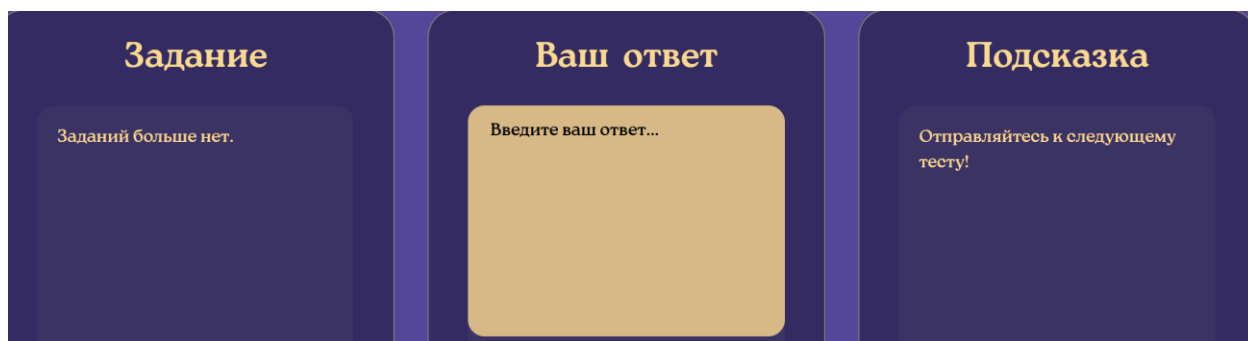 Задание
Заданий больше нет.
Ваш ответ
Введите ваш ответ...
Подсказка
Отправляйтесь к следующему
тесту!